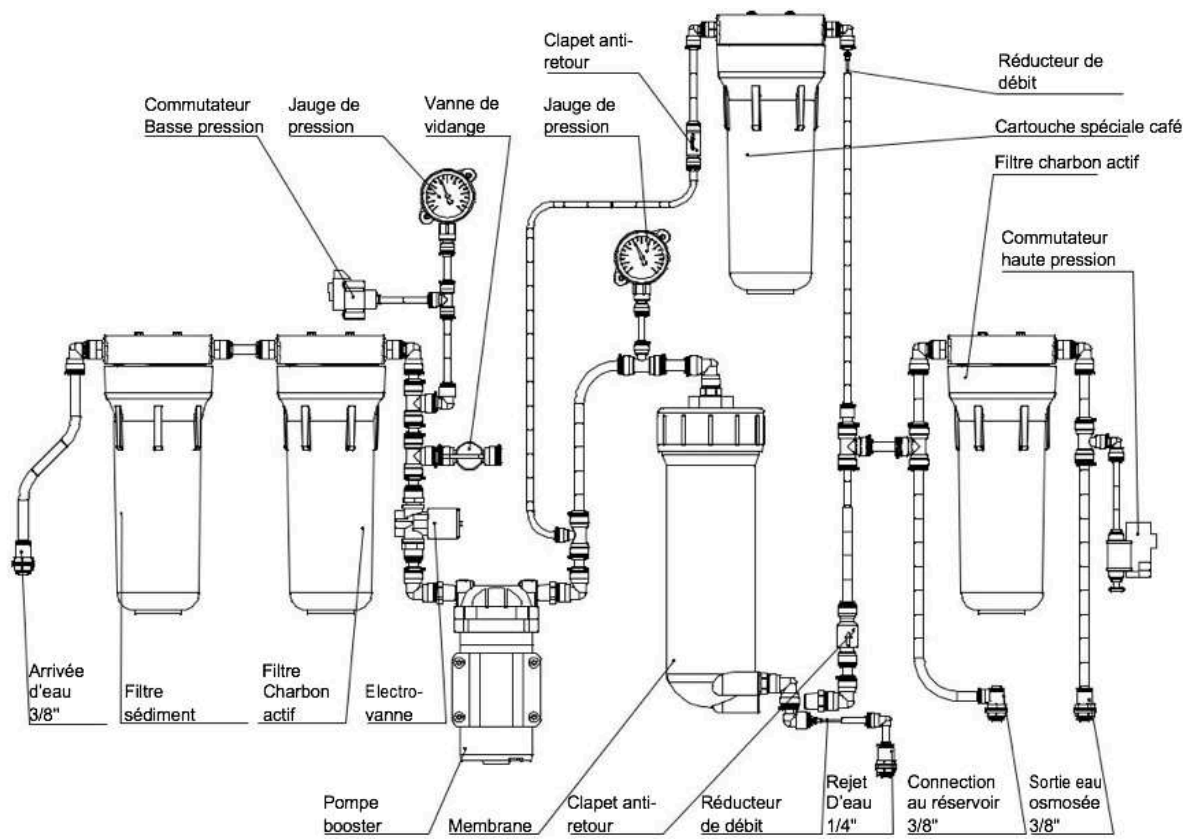 Clapet anti-
retour
Réducteur de
débit
Commutateur
Basse pression
Jauge de
pression
Vanne de
vidange
Jauge de
pression
Cartouche spéciale café
Filtre charbon actif
Commutateur
haute pression
Arrivée
d'eau
3/8"
Filtre
sédiment
Filtre
Charbon
actif
Electro-
vanne
Pompe
booster
Membrane
Clapet anti-
retour
Réducteur
de débit
Rejet
D'eau
1/4"
Connection
au réservoir
3/8"
Sortie eau
osmosée
3/8"